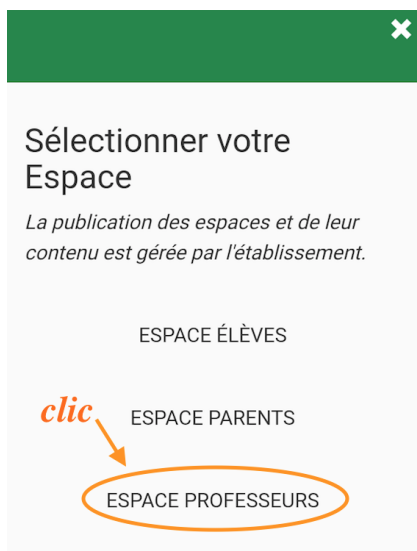 Sélectionner votre
Espace
La publication des espaces et de leur
contenu est gérée par l'établissement.
ESPACE ÉLÈVES
clic
ESPACE PARENTS
ESPACE PROFESSEURS